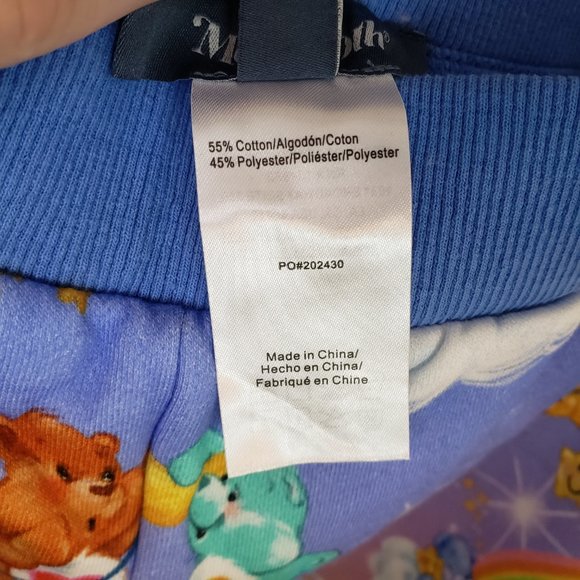 55% Cotton/Algodón/Coton
45% Polyester/Poliéster/Polyester
PO#202430
Made in China/
Hecho en China/
Fabriqué en Chine